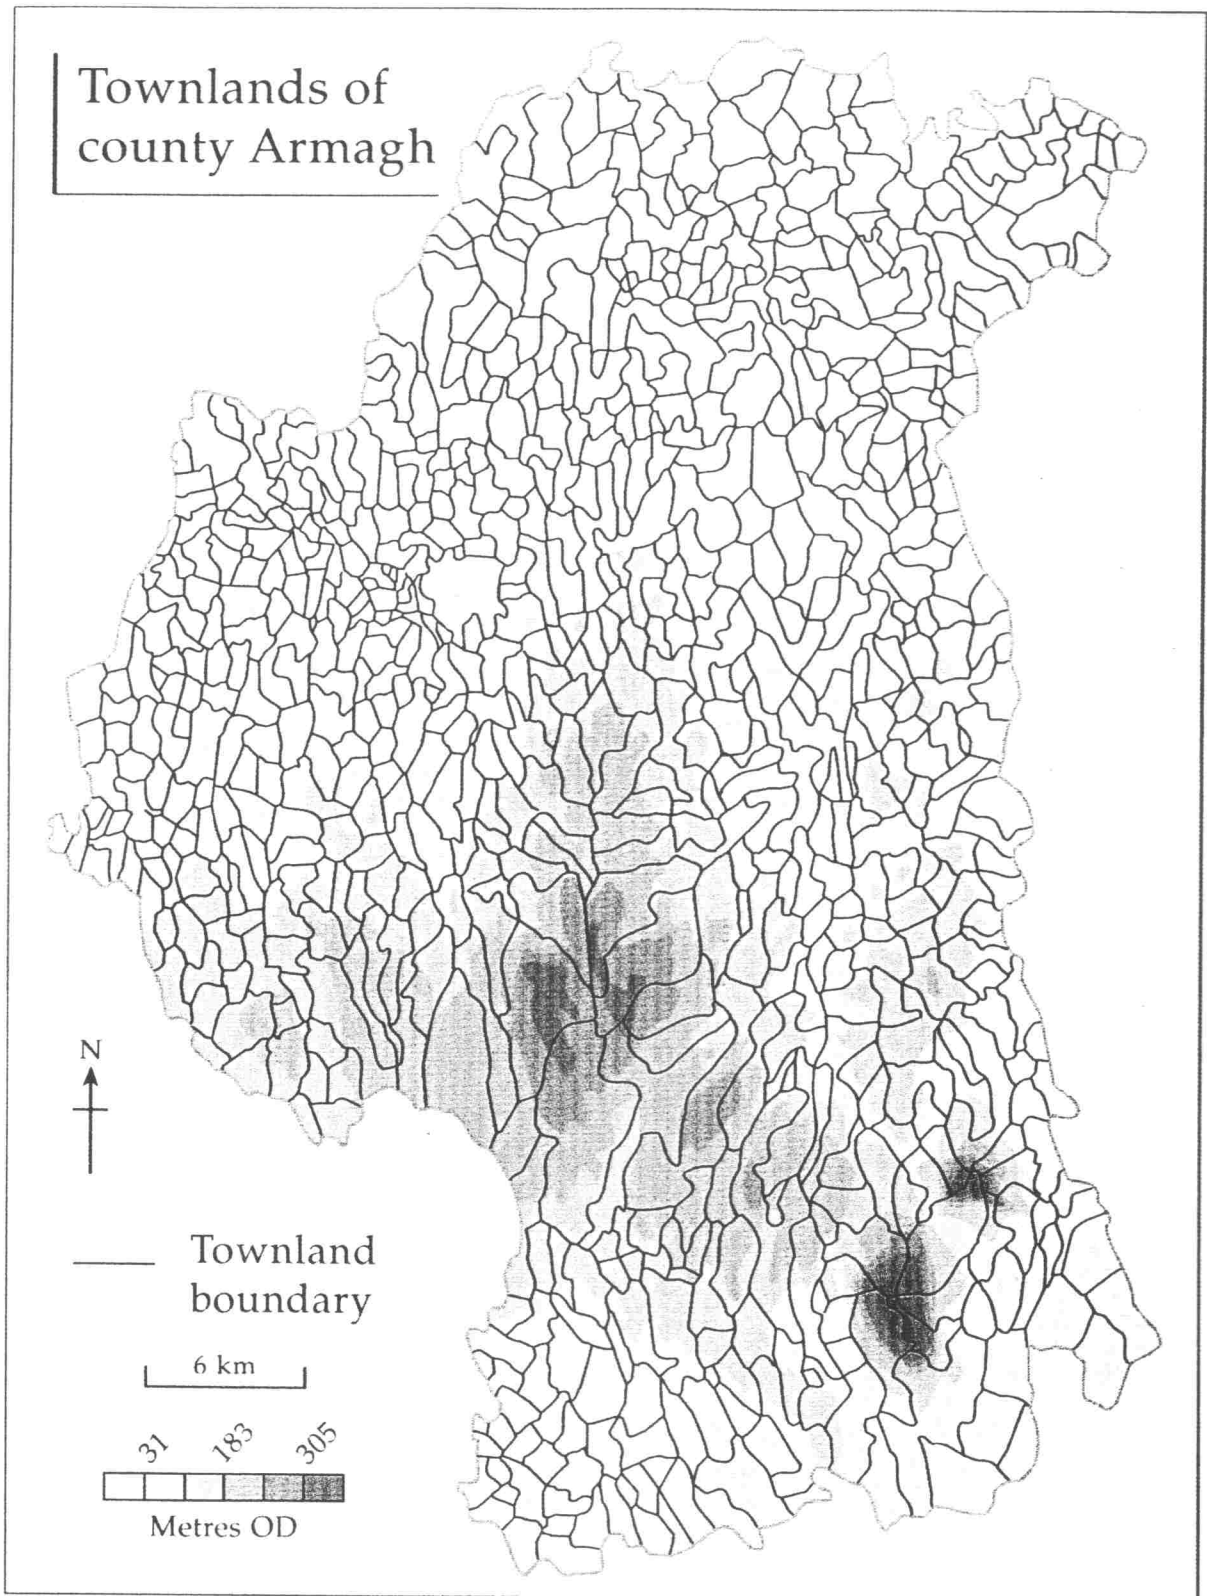 Townlands of
county Armagh
N
Townland
boundary
6 km
31 183 305
Metres OD